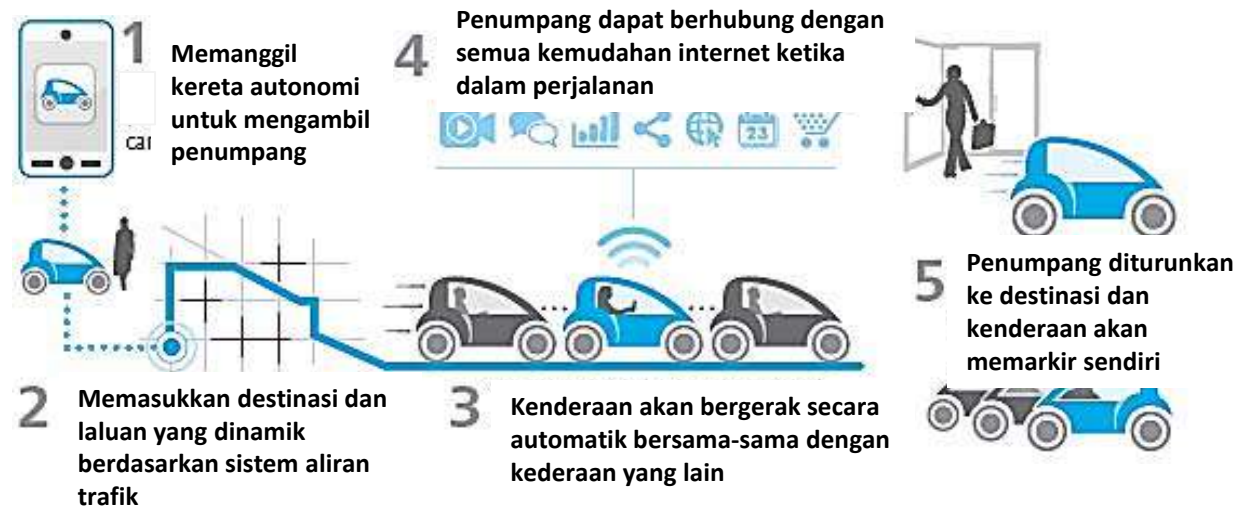 1
Memanggil
kereta autonomi
untuk mengambil
penumpang
car
2
Memasukkan destinasi dan
laluan yang dinamik
berdasarkan sistem aliran
trafik
3
Kenderaan akan bergerak secara
automatik bersama-sama dengan
kederaan yang lain
4
Penumpang dapat berhubung dengan
semua kemudahan internet ketika
dalam perjalanan
23
5
Penumpang diturunkan
ke destinasi dan
kenderaan akan
memarkir sendiri